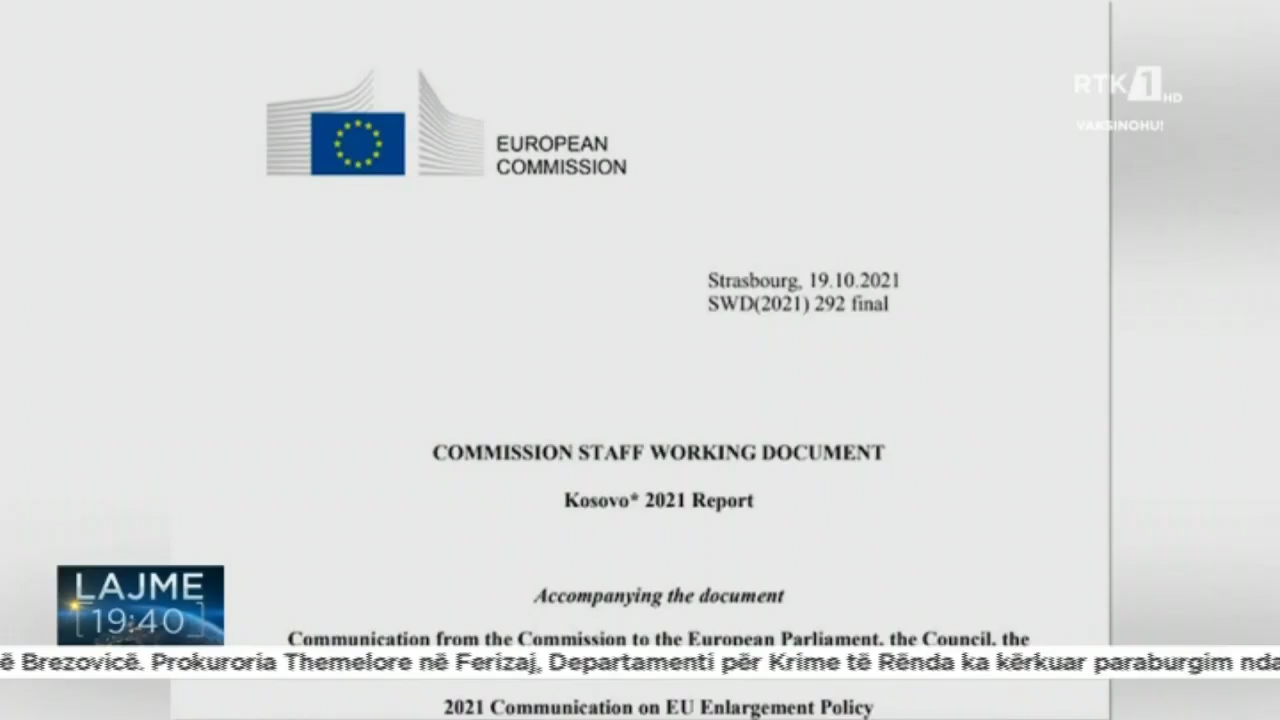 RTK 1 HD
VAKSINOHU!
EUROPEAN
COMMISSION
Strasbourg, 19.10.2021
SWD(2021) 292 final
COMMISSION STAFF WORKING DOCUMENT
Kosovo* 2021 Report
Accompanying the document
Communication from the Commission to the European Parliament, the Council, the
LAJME
19:40
ë Brezovicë. Prokuroria Themelore në Ferizaj, Departamenti për Krime të Rënda ka kërkuar paraburgim nda
2021 Communication on EU Enlargement Policy